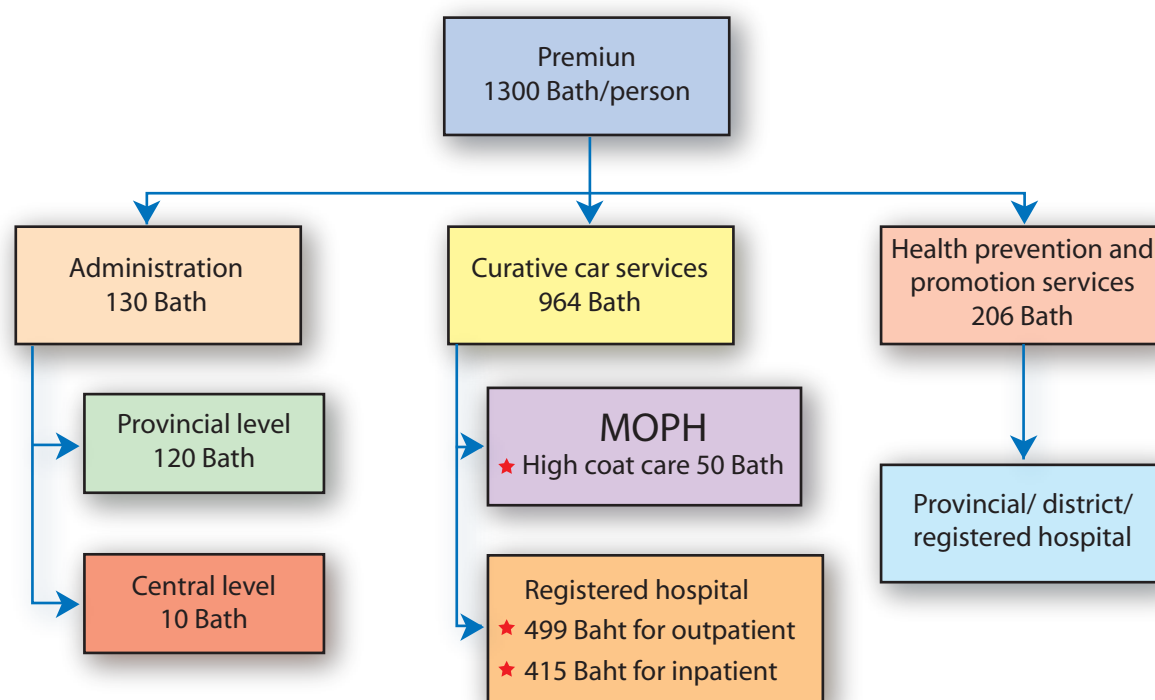 Premiun
1300 Bath/person
Administration
130 Bath
Curative car services
964 Bath
Health prevention and
promotion services
206 Bath
Provincial level
120 Bath
MOPH
High coat care 50 Bath
Provincial/ district/
registered hospital
Central level
10 Bath
Registered hospital
499 Baht for outpatient
415 Baht for inpatient